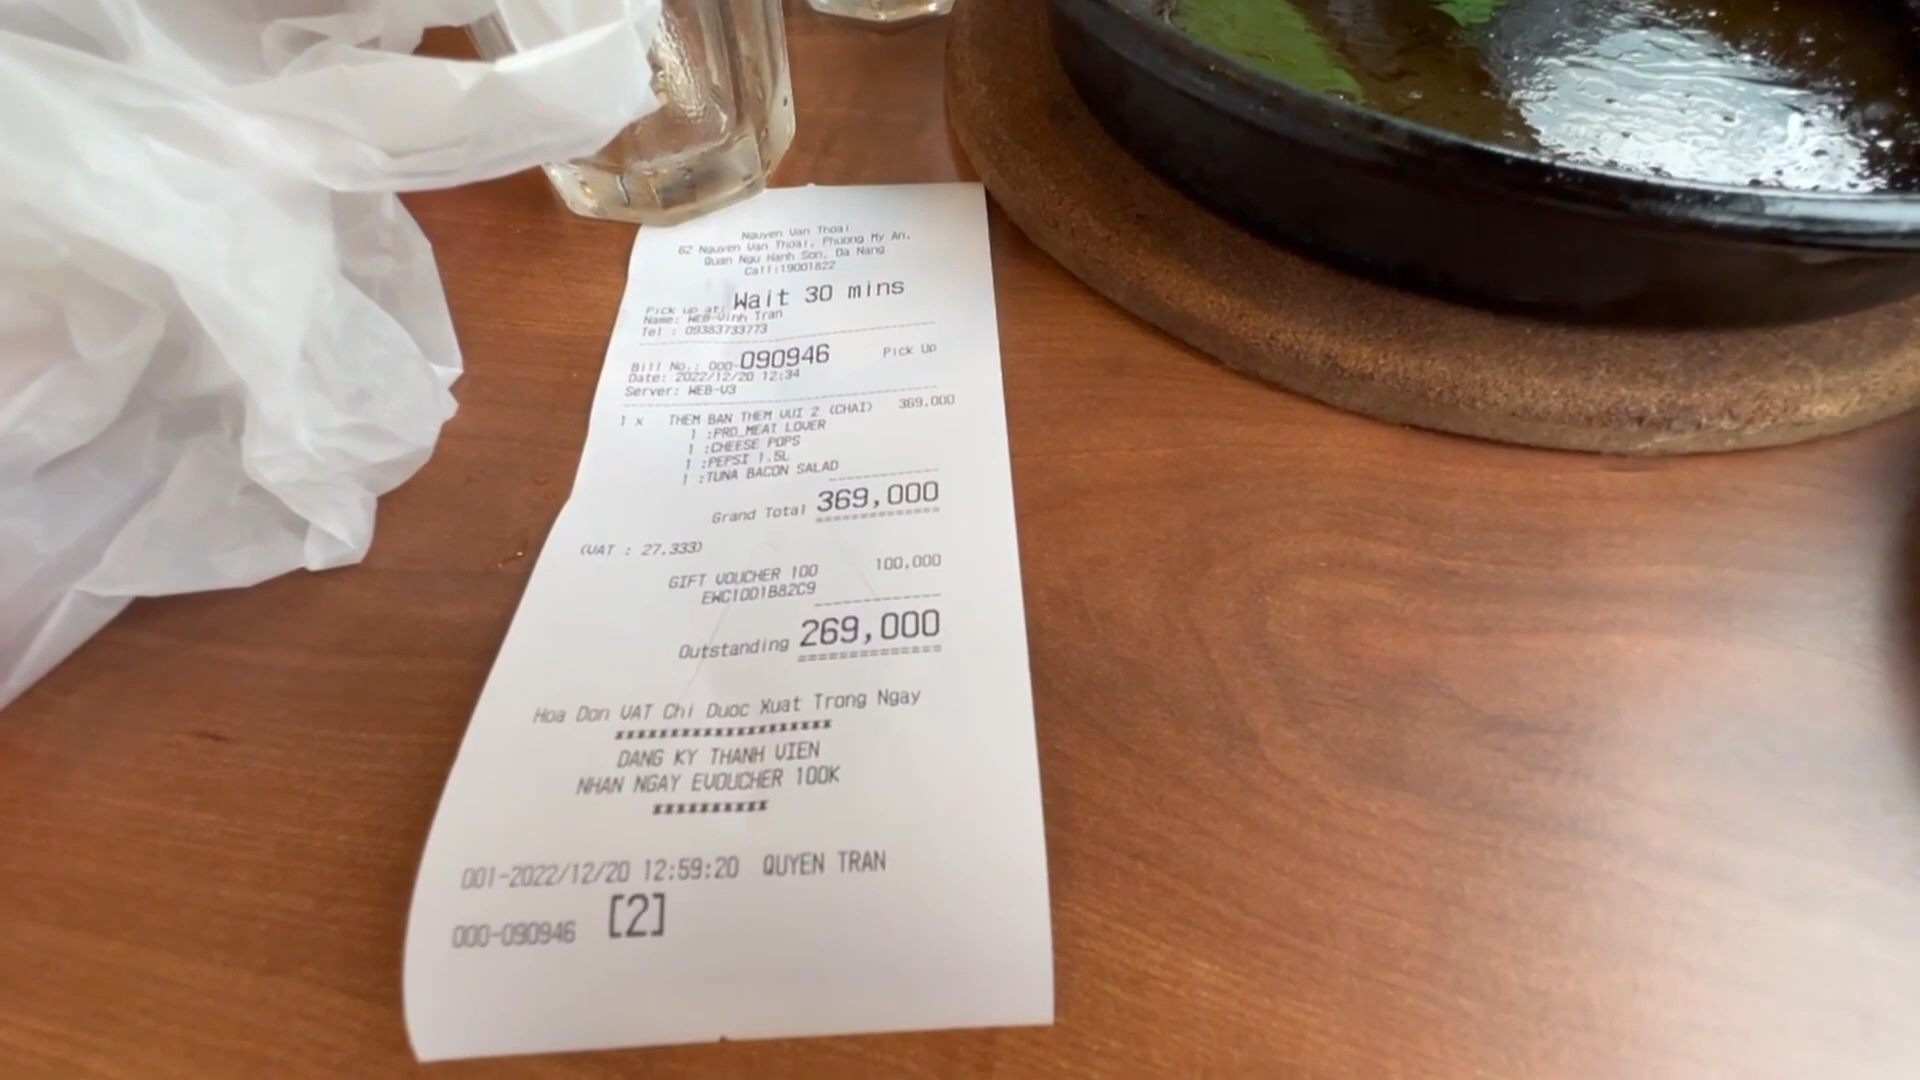 Nguyen Van Thoai
62 Nguyen Van Thoai, Phuong My An,
Quan Ngu Hanh Son, Da Nang
Call:19001822
Pick up at: Wait 30 mins
Name: WEB-Vinh Tran
Tel : 09383733773
Bill No.: 000-090946 Pick Up
Date: 2022/12/20 12:34
Server: WEB-V3
1 x THEM BAN THEM VUI 2 (CHAI) 369,000
1 :PRO_MEAT LOVER
1 :CHEESE POPS
1 :PEPSI 1.5L
1 :TUNA BACON SALAD
Grand Total 369,000
(VAT : 27,333)
GIFT VOUCHER 100 100,000
EWC1001B82C9
Outstanding 269,000
Hoa Don VAT Chi Duoc Xuat Trong Ngay
DANG KY THANH VIEN
NHAN NGAY EVOUCHER 100K
001-2022/12/20 12:59:20 QUYEN TRAN
000-090946 [2]